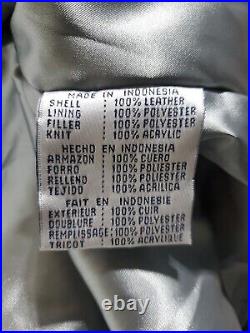 MADE IN INDONESIA
SHELL : 100% LEATHER
LINING : 100% POLYESTER
FILLER : 100% POLYESTER
KNIT : 100% ACRYLIC
HECHO EN INDONESIA
ARMAZON : 100% CUERO
FORRO : 100% POLIESTER
RELLENO : 100% POLIESTER
TEJIDO : 100% ACRILICA
FAIT EN INDONESIE
EXTERIEUR : 100% CUIR
DOUBLURE : 100% POLYESTER
REMPLISSAGE: 100% POLYESTER
TRICOT : 100% ACRYLIQUE